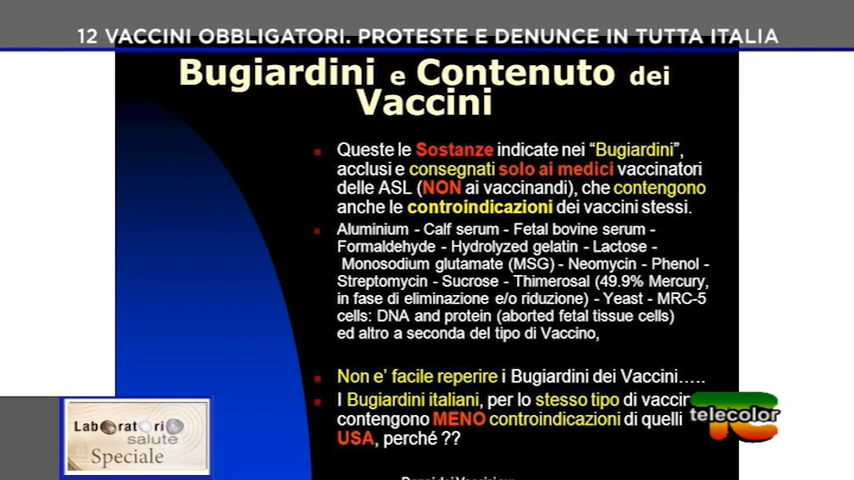 12 VACCINI OBBLIGATORI. PROTESTE E DENUNCE IN TUTTA ITALIA
Bugiardini e Contenuto dei
Vaccini
Queste le Sostanze indicate nei “Bugiardini”,
acclusi e consegnati solo ai medici vaccinatori
delle ASL (NON ai vaccinandi), che contengono
anche le controindicazioni dei vaccini stessi.
Aluminium - Calf serum - Fetal bovine serum -
Formaldehyde - Hydrolyzed gelatin - Lactose -
Monosodium glutamate (MSG) - Neomycin - Phenol -
Streptomycin - Sucrose - Thimerosal (49.9% Mercury,
in fase di eliminazione e/o riduzione) - Yeast - MRC-5
cells: DNA and protein (aborted fetal tissue cells)
ed altro a seconda del tipo di Vaccino,
Non e’ facile reperire i Bugiardini dei Vaccini…..
I Bugiardini italiani, per lo stesso tipo di vaccin
contengono MENO controindicazioni di quelli
USA, perché ??
telecolor
Laboratorio
salute
Speciale